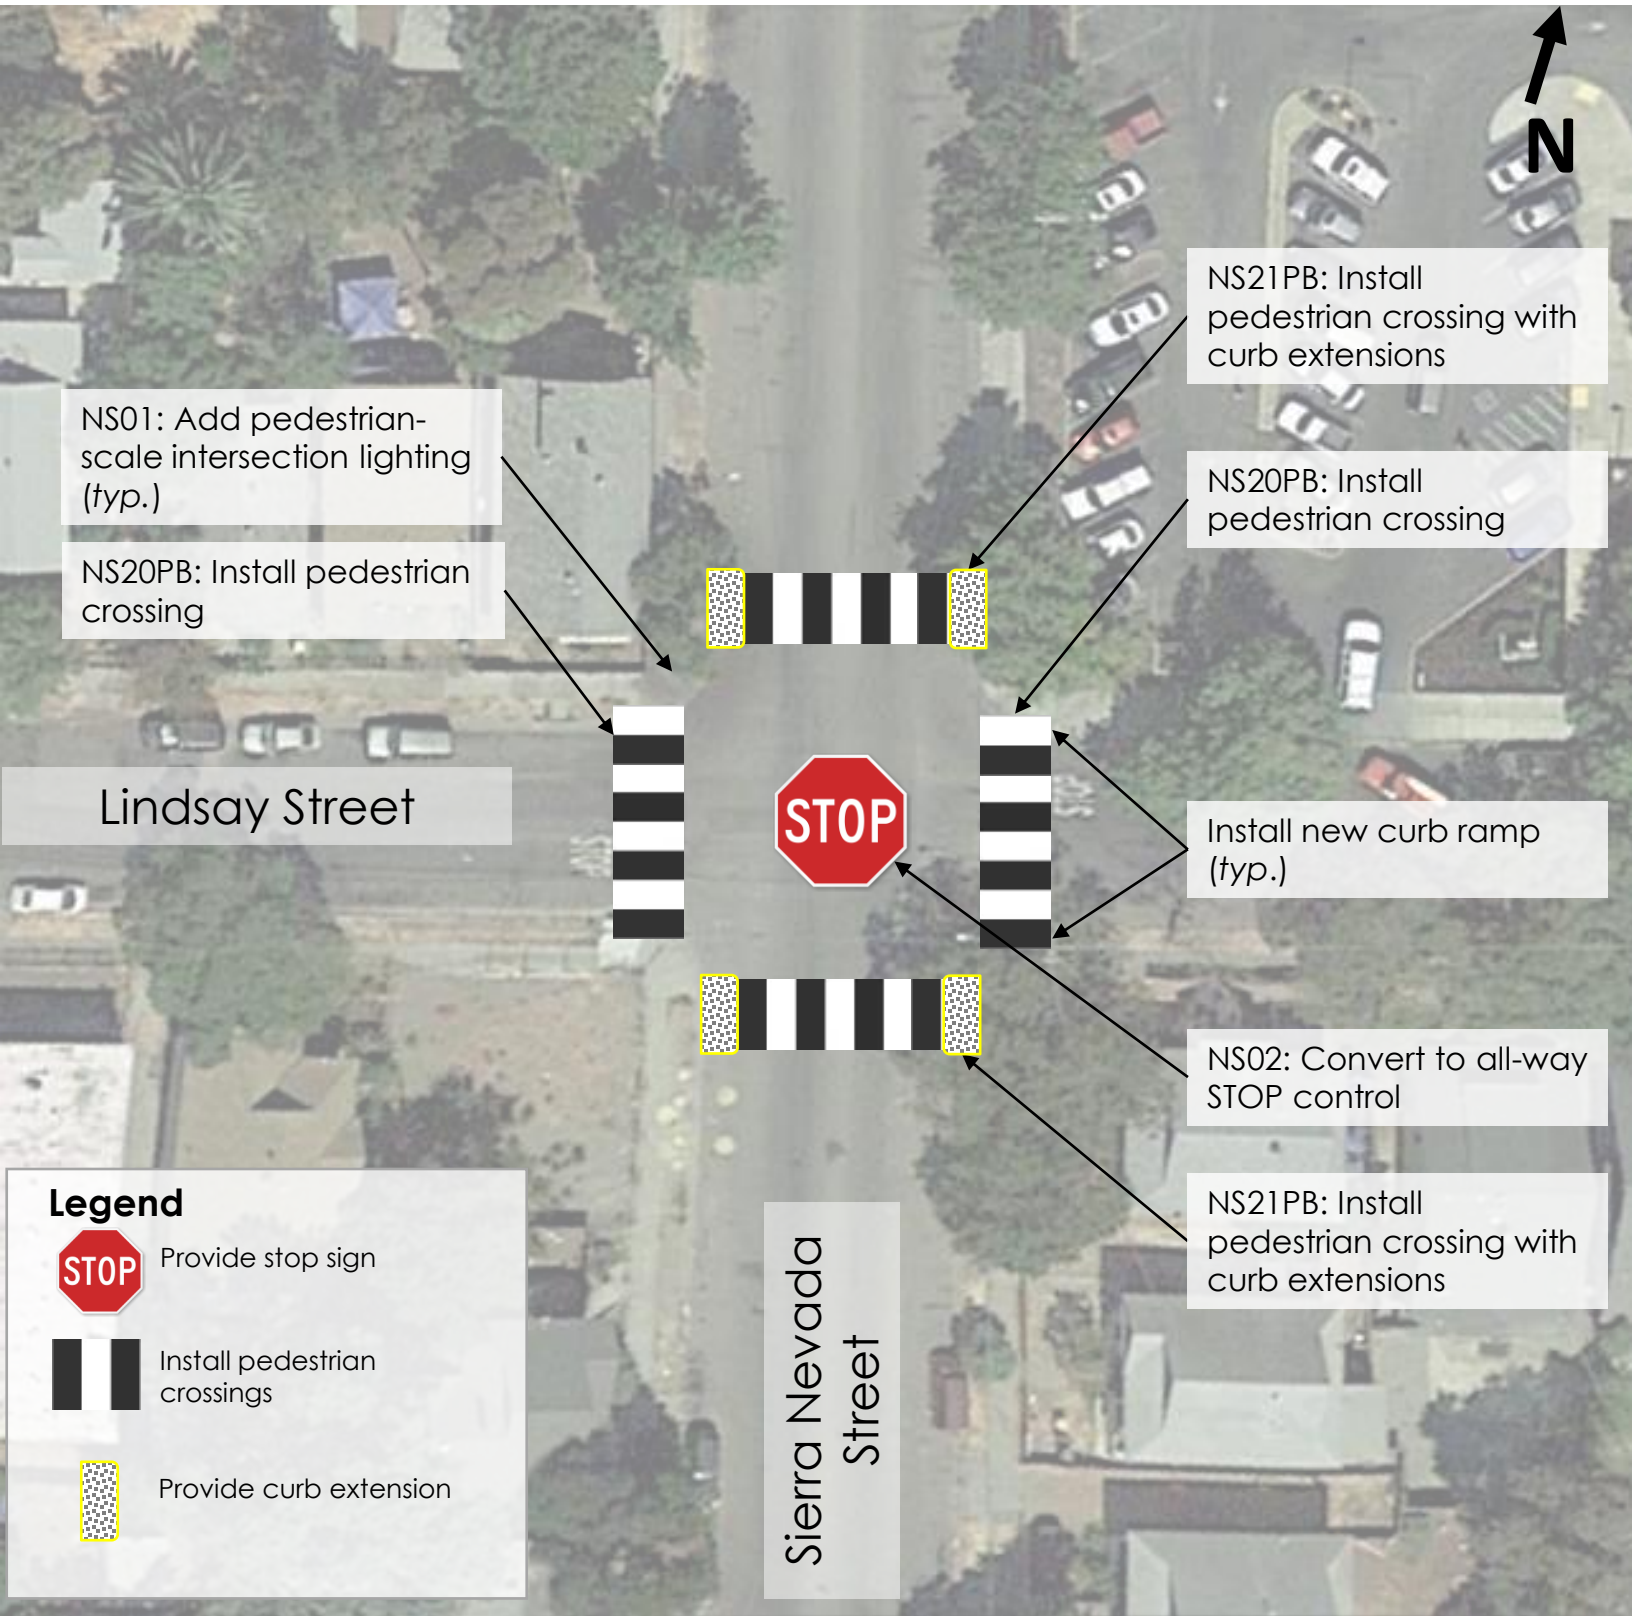 N
NS21PB: Install
pedestrian crossing with
curb extensions
NS01: Add pedestrian-
scale intersection lighting
(typ.)
NS20PB: Install
pedestrian crossing
NS20PB: Install pedestrian
crossing
Lindsay Street
STOP
Install new curb ramp
(typ.)
NS02: Convert to all-way
STOP control
NS21PB: Install
pedestrian crossing with
curb extensions
Sierra Nevada
Street
Legend
STOP
Provide stop sign
Install pedestrian
crossings
Provide curb extension